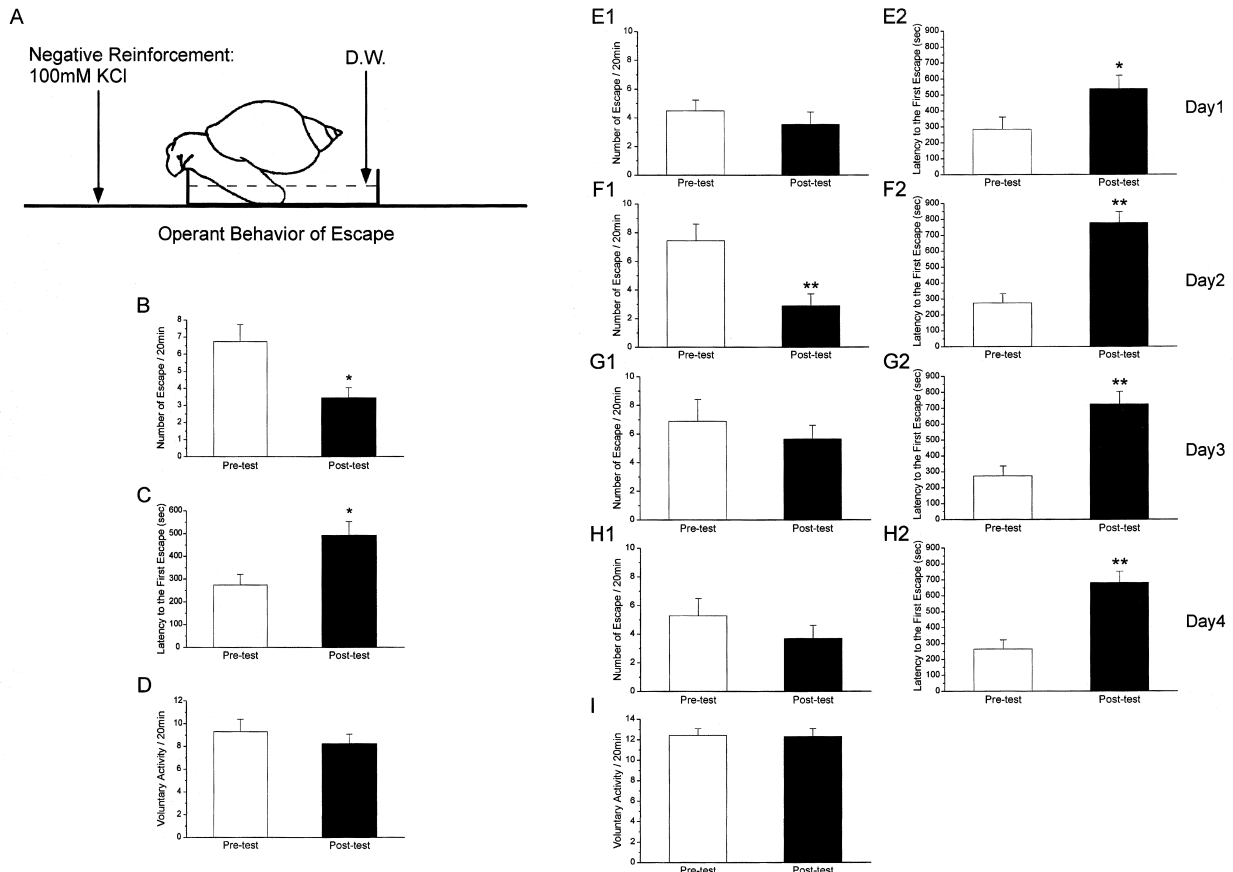 A
Negative Reinforcement:
100mM KCl
D.W.
Operant Behavior of Escape
B
Number of Escape / 20min
8
7
6
5
4
3
2
1
0
*
Pre-test
Post-test
C
Latency to the First Escape (sec)
600
500
400
300
200
100
0
*
Pre-test
Post-test
D
Voluntary Activity / 20min
12
10
8
6
4
2
0
Pre-test
Post-test
E1
Number of Escape / 20min
10
8
6
4
2
0
Pre-test
Post-test
E2
Latency to the First Escape (sec)
900
800
700
600
500
400
300
200
100
0
*
Pre-test
Post-test
Day1
F1
Number of Escape / 20min
10
8
6
4
2
0
**
Pre-test
Post-test
F2
Latency to the First Escape (sec)
900
800
700
600
500
400
300
200
100
0
**
Pre-test
Post-test
Day2
G1
Number of Escape / 20min
10
8
6
4
2
0
Pre-test
Post-test
G2
Latency to the First Escape (sec)
900
800
700
600
500
400
300
200
100
0
**
Pre-test
Post-test
Day3
H1
Number of Escape / 20min
10
8
6
4
2
0
Pre-test
Post-test
H2
Latency to the First Escape (sec)
900
800
700
600
500
400
300
200
100
0
**
Pre-test
Post-test
Day4
I
Voluntary Activity / 20min
14
12
10
8
6
4
2
0
Pre-test
Post-test